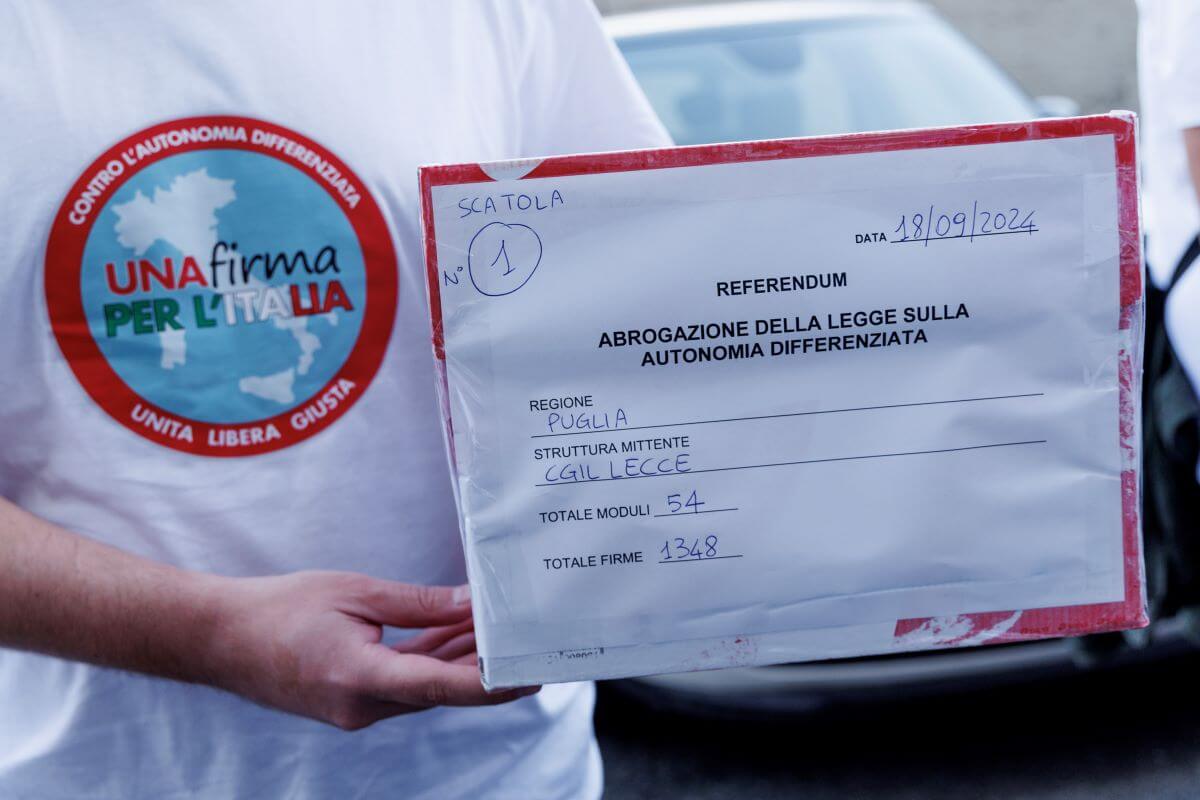 CONTRO L'AUTONOMIA DIFFERENZIATA
UNA firma
PER L'ITALIA
UNITA LIBERA GIUSTA
SCATOLA
N° 1
DATA 18/09/2024
REFERENDUM
ABROGAZIONE DELLA LEGGE SULLA
AUTONOMIA DIFFERENZIATA
REGIONE
PUGLIA
STRUTTURA MITTENTE
CGIL LECCE
TOTALE MODULI 54
TOTALE FIRME 1348